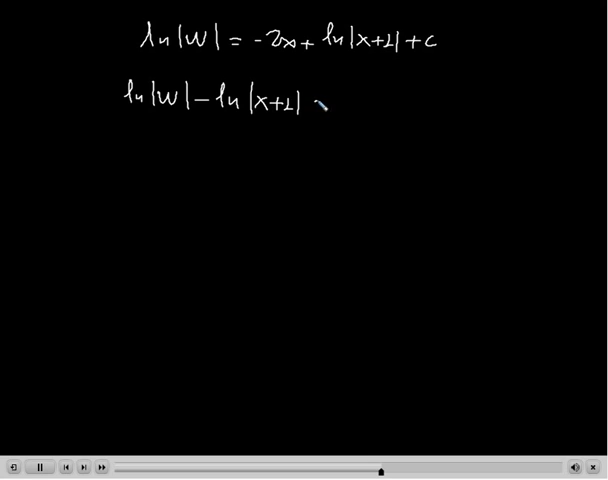 ln|W| = -2x + ln|x+1| + c
ln|W| - ln|x+1|